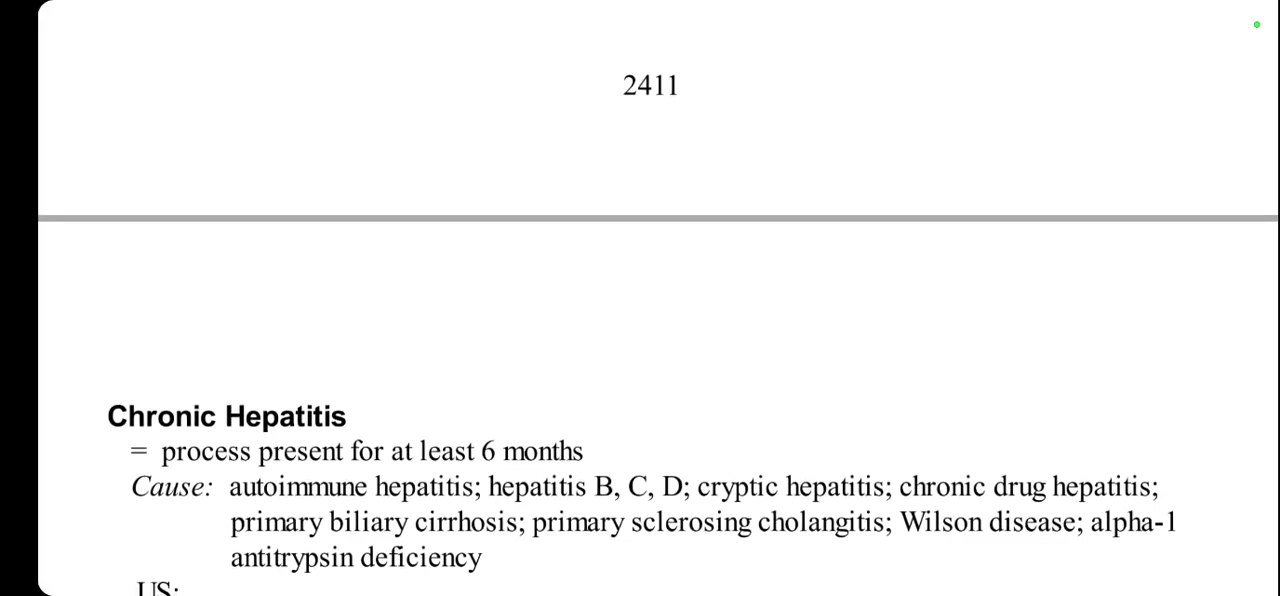 2411
Chronic Hepatitis
= process present for at least 6 months
Cause: autoimmune hepatitis; hepatitis B, C, D; cryptic hepatitis; chronic drug hepatitis;
primary biliary cirrhosis; primary sclerosing cholangitis; Wilson disease; alpha-1
antitrypsin deficiency
US: